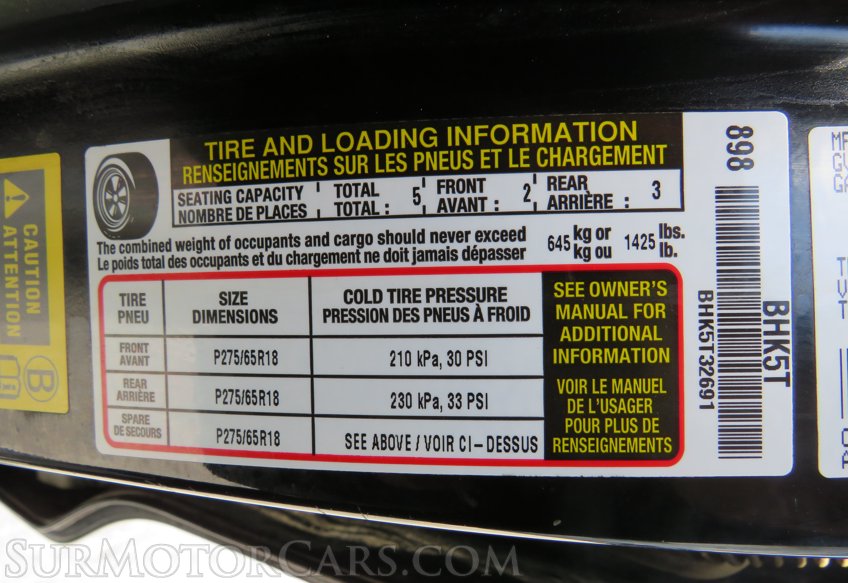 TIRE AND LOADING INFORMATION
RENSEIGNEMENTS SUR LES PNEUS ET LE CHARGEMENT
SEATING CAPACITY TOTAL 5 FRONT 2 REAR 3
NOMBRE DE PLACES TOTAL : AVANT : ARRIÈRE :
The combined weight of occupants and cargo should never exceed 645 kg or 1425 lbs.
Le poids total des occupants et du chargement ne doit jamais dépasser kg ou lb.
TIRE SIZE COLD TIRE PRESSURE
PNEU DIMENSIONS PRESSION DES PNEUS À FROID
FRONT
AVANT P275/65R18 210 kPa, 30 PSI
REAR
ARRIÈRE P275/65R18 230 kPa, 33 PSI
SPARE
DE SECOURS P275/65R18 SEE ABOVE / VOIR CI-DESSUS
SEE OWNER'S
MANUAL FOR
ADDITIONAL
INFORMATION
VOIR LE MANUEL
DE L'USAGER
POUR PLUS DE
RENSEIGNEMENTS
898
BHK5T
BHK5T32691
CAUTION
ATTENTION
B
SurMotorCars.com